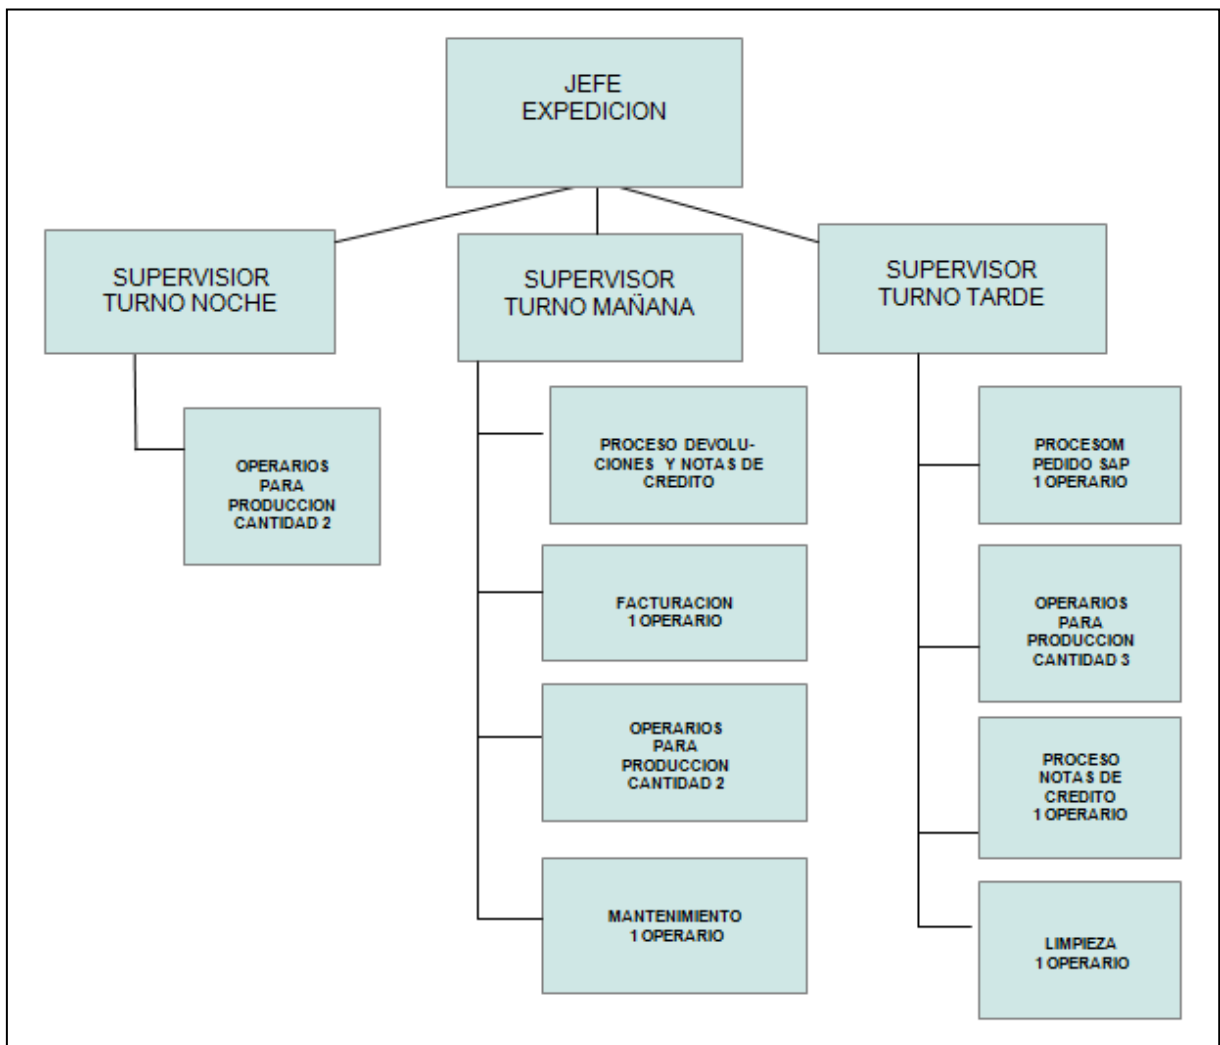 JEFE
EXPEDICION
SUPERVISIOR
TURNO NOCHE
SUPERVISOR
TURNO MAÑANA
SUPERVISOR
TURNO TARDE
OPERARIOS
PARA
PRODUCCION
CANTIDAD 2
PROCESO DEVOLU-
CIONES Y NOTAS DE
CREDITO
FACTURACION
1 OPERARIO
OPERARIOS
PARA
PRODUCCION
CANTIDAD 2
MANTENIMIENTO
1 OPERARIO
PROCESOM
PEDIDO SAP
1 OPERARIO
OPERARIOS
PARA
PRODUCCION
CANTIDAD 3
PROCESO
NOTAS DE
CREDITO
1 OPERARIO
LIMPIEZA
1 OPERARIO